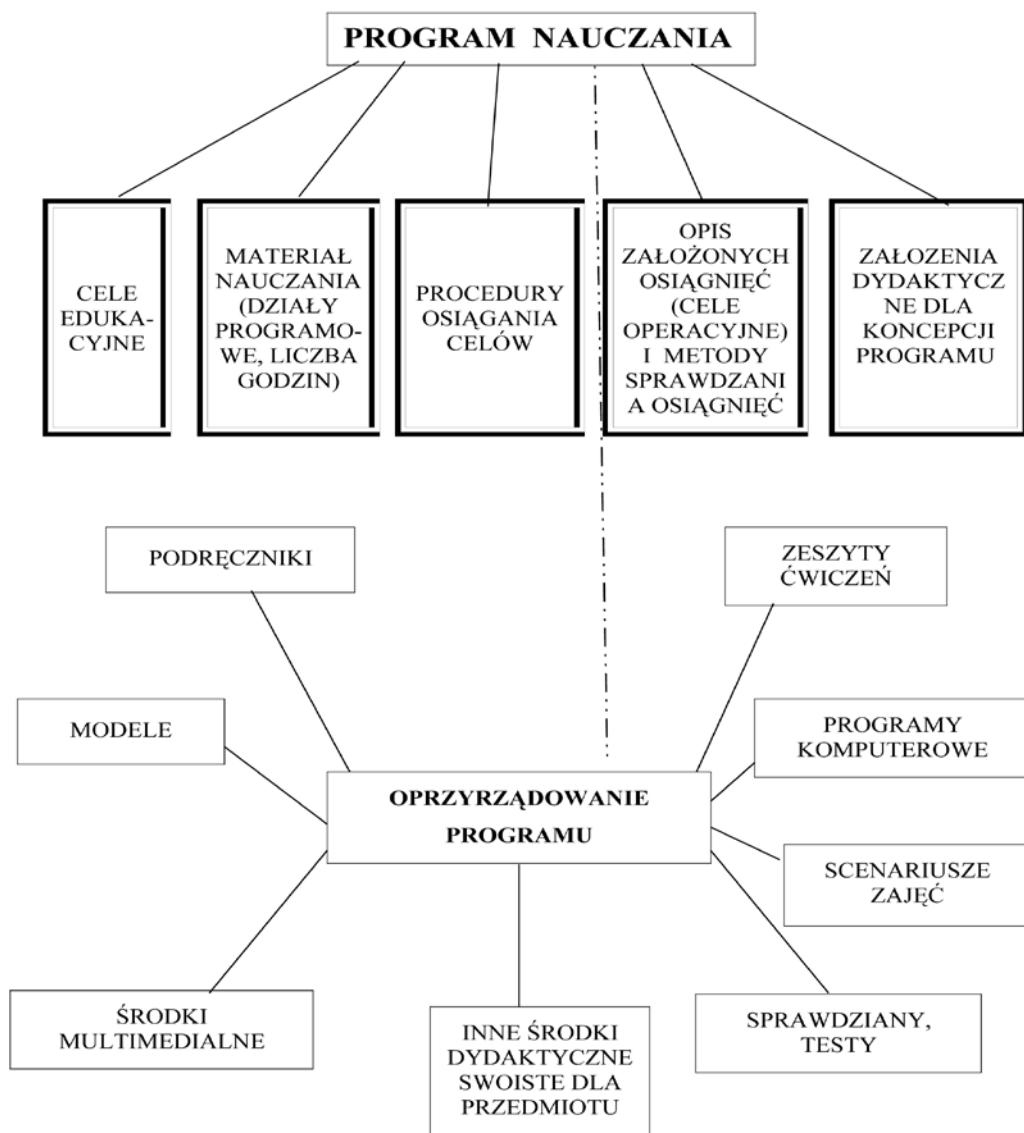 PROGRAM NAUCZANIA
CELE
EDUKA-
CYJNE
MATERIAŁ
NAUCZANIA
(DZIAŁY
PROGRAMO-
WE, LICZBA
GODZIN)
PROCEDURY
OSIĄGANIA
CELÓW
OPIS
ZAŁOŻONYCH
OSIĄGNIĘĆ
(CELE
OPERACYJNE)
I METODY
SPRAWDZANI
A OSIĄGNIĘĆ
ZAŁOZENIA
DYDAKTYCZ
NE DLA
KONCEPCJI
PROGRAMU
PODRĘCZNIKI
ZESZYTY
ĆWICZEŃ
MODELE
PROGRAMY
KOMPUTEROWE
OPRZYRZĄDOWANIE
PROGRAMU
SCENARIUSZE
ZAJĘĆ
ŚRODKI
MULTIMEDIALNE
INNE ŚRODKI
DYDAKTYCZNE
SWOISTE DLA
PRZEDMIOTU
SPRAWDZIANY,
TESTY